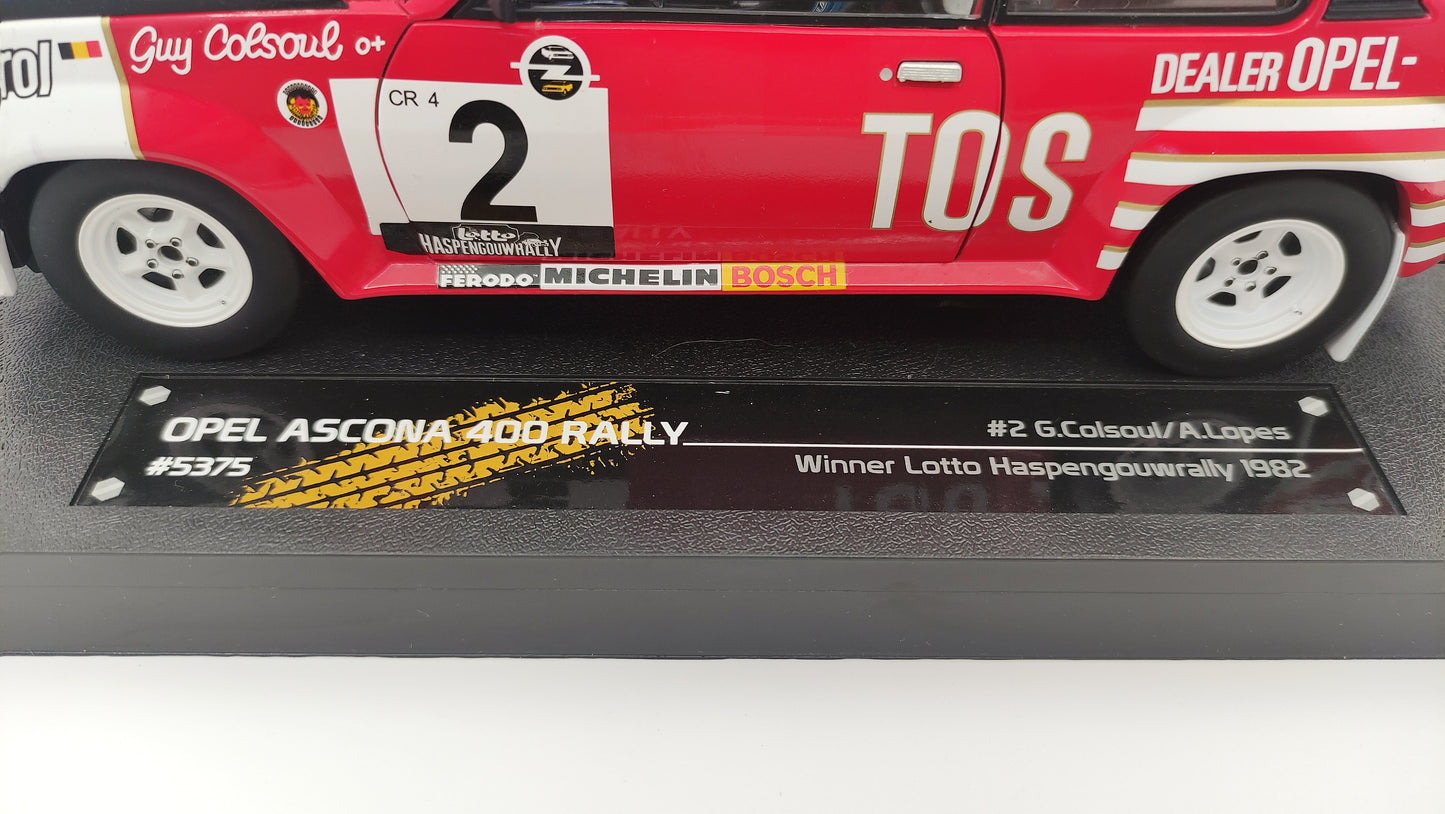 rol
Guy Colsoul O+
CR 4
2
Lotto
HASPENGOUWRALLY
TOS
DEALER OPEL-
FERODO MICHELIN BOSCH
OPEL ASCONA 400 RALLY
#5375
#2 G.Colsoul/A.Lopes
Winner Lotto Haspengouwrally 1982